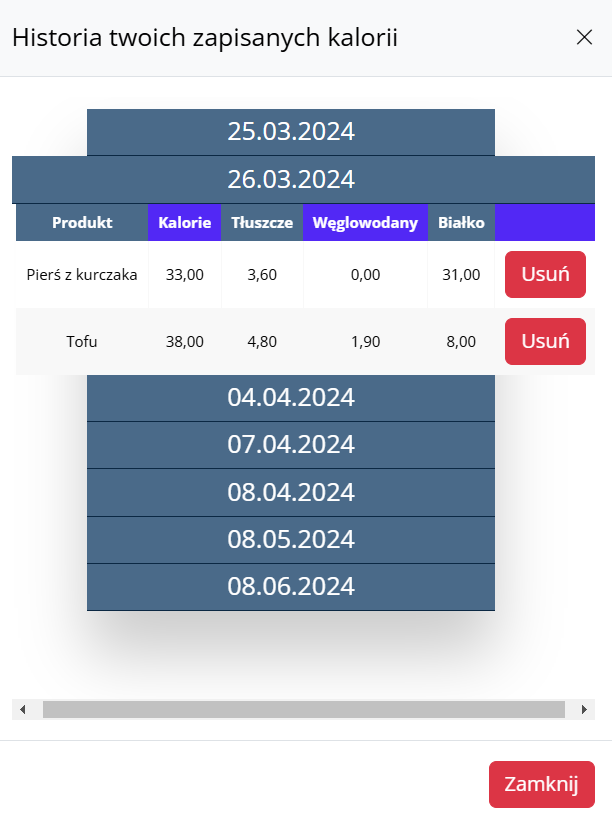 Historia twoich zapisanych kalorii
25.03.2024
26.03.2024
Produkt Kalorie Tłuszcze Węglowodany Białko
Pierś z kurczaka 33,00 3,60 0,00 31,00 Usuń
Tofu 38,00 4,80 1,90 8,00 Usuń
04.04.2024
07.04.2024
08.04.2024
08.05.2024
08.06.2024
Zamknij